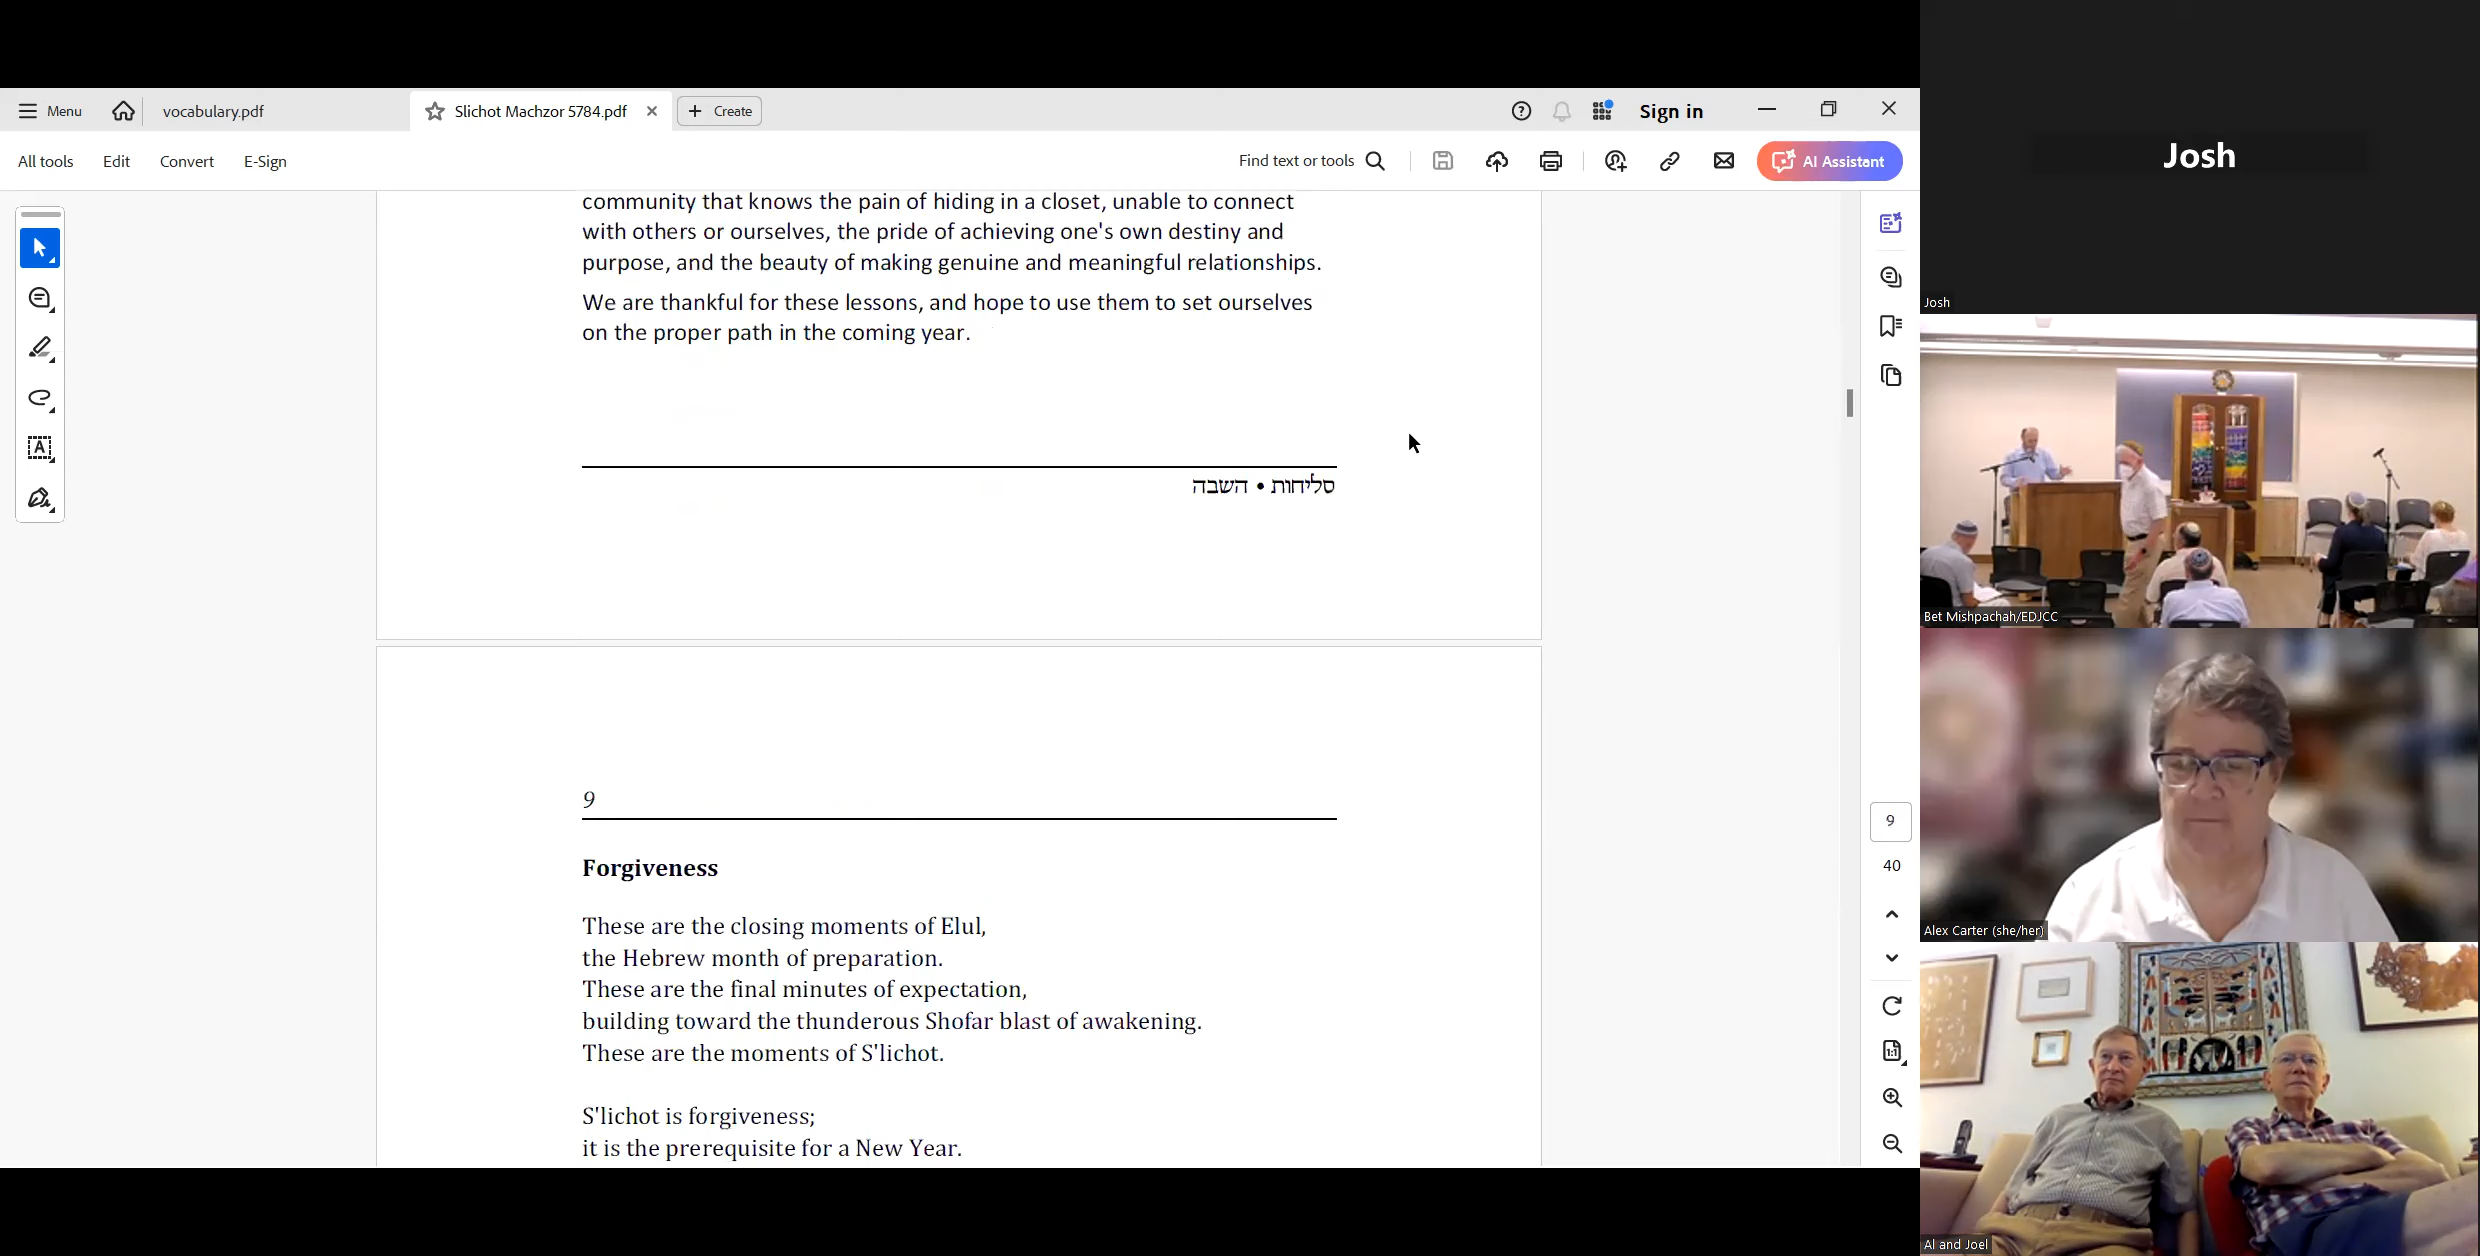 Menu
vocabulary.pdf
Slichot Machzor 5784.pdf
Create
Sign in
All tools
Edit
Convert
E-Sign
Find text or tools
AI Assistant
community that knows the pain of hiding in a closet, unable to connect
with others or ourselves, the pride of achieving one's own destiny and
purpose, and the beauty of making genuine and meaningful relationships.
We are thankful for these lessons, and hope to use them to set ourselves
on the proper path in the coming year.
סליחות • השבה
9
Forgiveness
These are the closing moments of Elul,
the Hebrew month of preparation.
These are the final minutes of expectation,
building toward the thunderous Shofar blast of awakening.
These are the moments of S'lichot.
S'lichot is forgiveness;
it is the prerequisite for a New Year.
9
40
Josh
Josh
Bet Mishpachah/EDJCC
Alex Carter (she/her)
Al and Joel